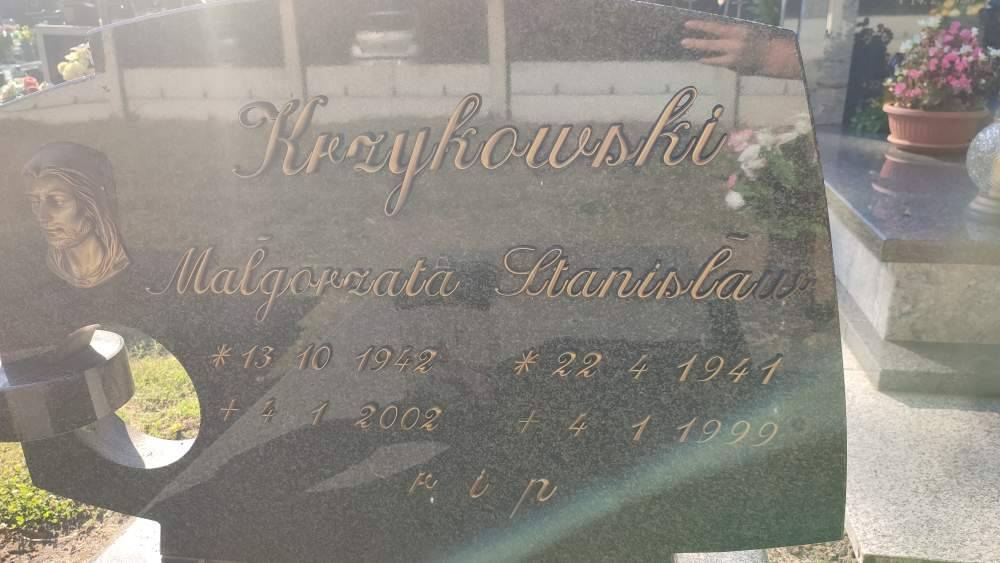 Krzykowski
Małgorzata Stanisław
* 13 10 1942 * 22 4 1941
+ 4 1 2002 + 4 1 1999
r i p